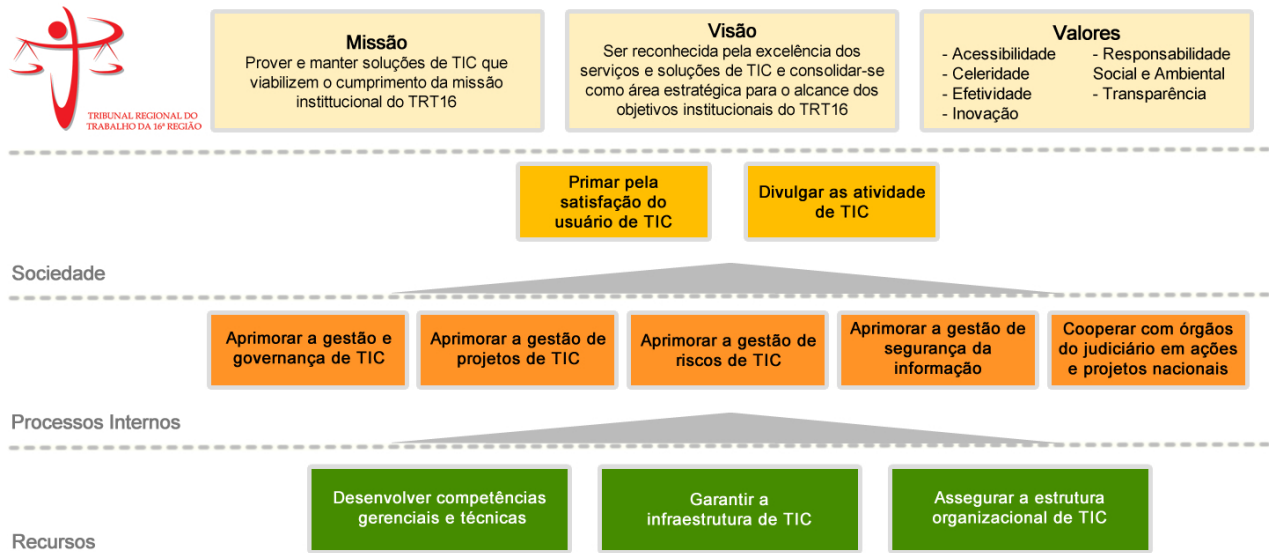 TRIBUNAL REGIONAL DO
TRABALHO DA 16ª REGIÃO
Missão
Prover e manter soluções de TIC que
viabilizem o cumprimento da missão
instittucional do TRT16
Visão
Ser reconhecida pela excelência dos
serviços e soluções de TIC e consolidar-se
como área estratégica para o alcance dos
objetivos institucionais do TRT16
Valores
- Acessibilidade
- Celeridade
- Efetividade
- Inovação
- Responsabilidade
Social e Ambiental
- Transparência
Primar pela
satisfação do
usuário de TIC
Divulgar as atividade
de TIC
Sociedade
Aprimorar a gestão e
governança de TIC
Aprimorar a gestão de
projetos de TIC
Aprimorar a gestão de
riscos de TIC
Aprimorar a gestão de
segurança da
informação
Cooperar com órgãos
do judiciário em ações
e projetos nacionais
Processos Internos
Desenvolver competências
gerenciais e técnicas
Garantir a
infraestrutura de TIC
Assegurar a estrutura
organizacional de TIC
Recursos